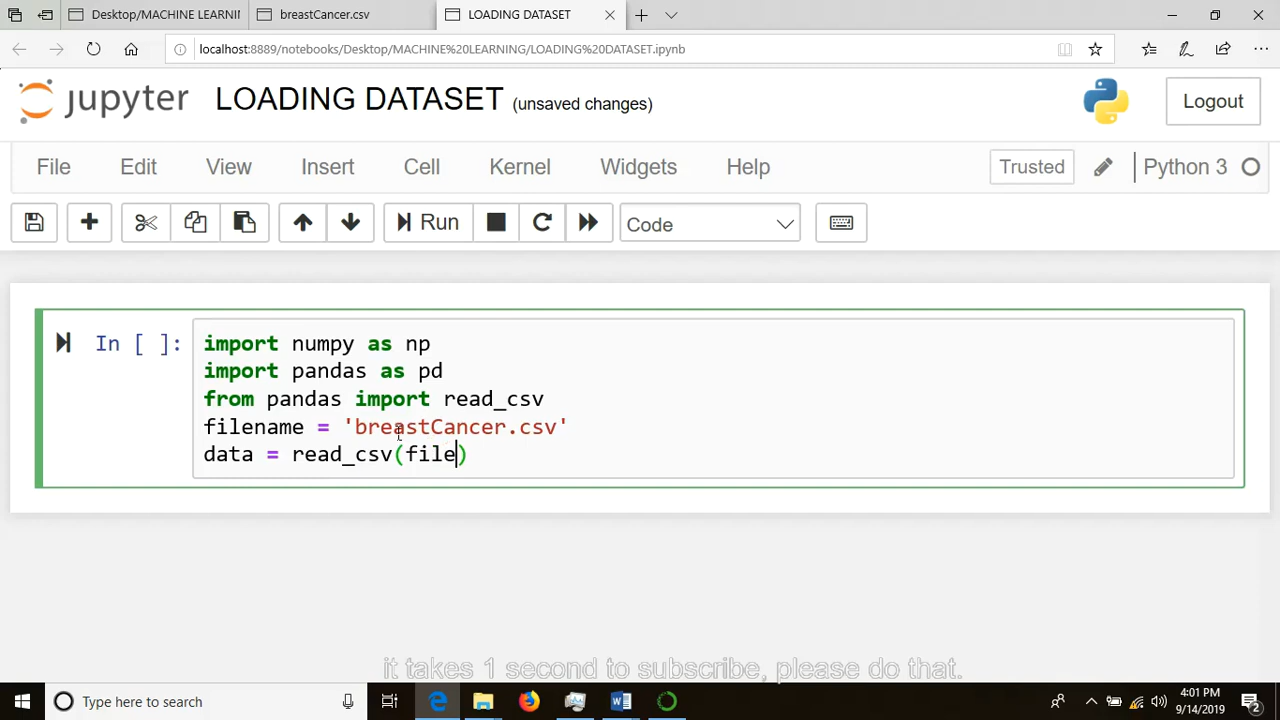 Desktop/MACHINE LEARNII
breastCancer.csv
LOADING DATASET
localhost:8889/notebooks/Desktop/MACHINE%20LEARNING/LOADING%20DATASET.ipynb
jupyter LOADING DATASET (unsaved changes)
Logout
File Edit View Insert Cell Kernel Widgets Help Trusted Python 3
Run Code
In [ ]:
import numpy as np
import pandas as pd
from pandas import read_csv
filename = 'breastCancer.csv'
data = read_csv(file)
it takes 1 second to subscribe, please do that.
Type here to search
4:01 PM
9/14/2019
2